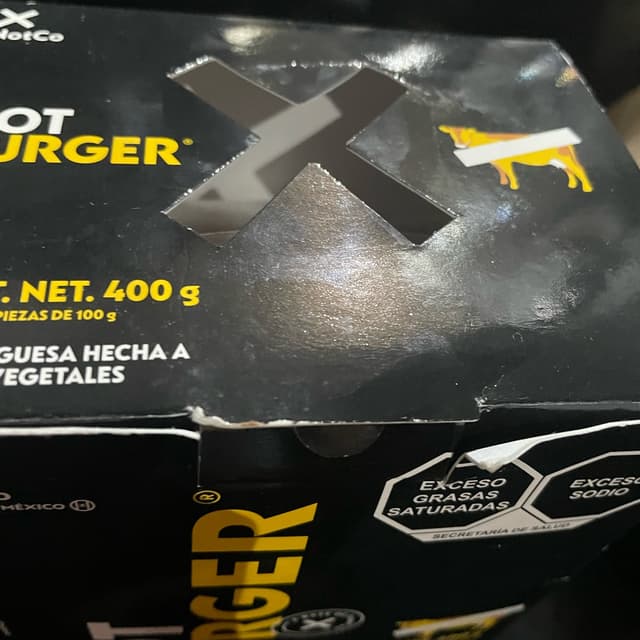 NotCo
OT
URGER®
T. NET. 400 g
PIEZAS DE 100 g
GUESA HECHA A
VEGETALES
MÉXICO
RGER®
EXCESO
GRASAS
SATURADAS
EXCESO
SODIO
SECRETARÍA DE SALUD